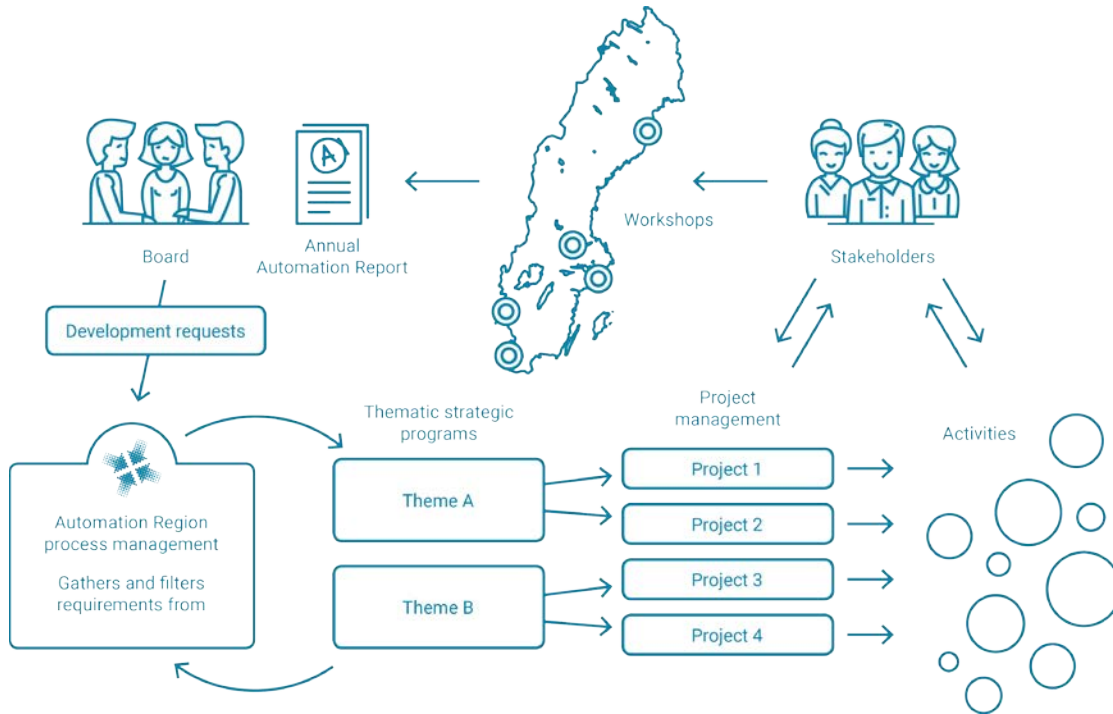 Board
Annual
Automation Report
A
Workshops
Stakeholders
Development requests
Thematic strategic
programs
Project
management
Activities
Automation Region
process management
Gathers and filters
requirements from
Theme A
Theme B
Project 1
Project 2
Project 3
Project 4